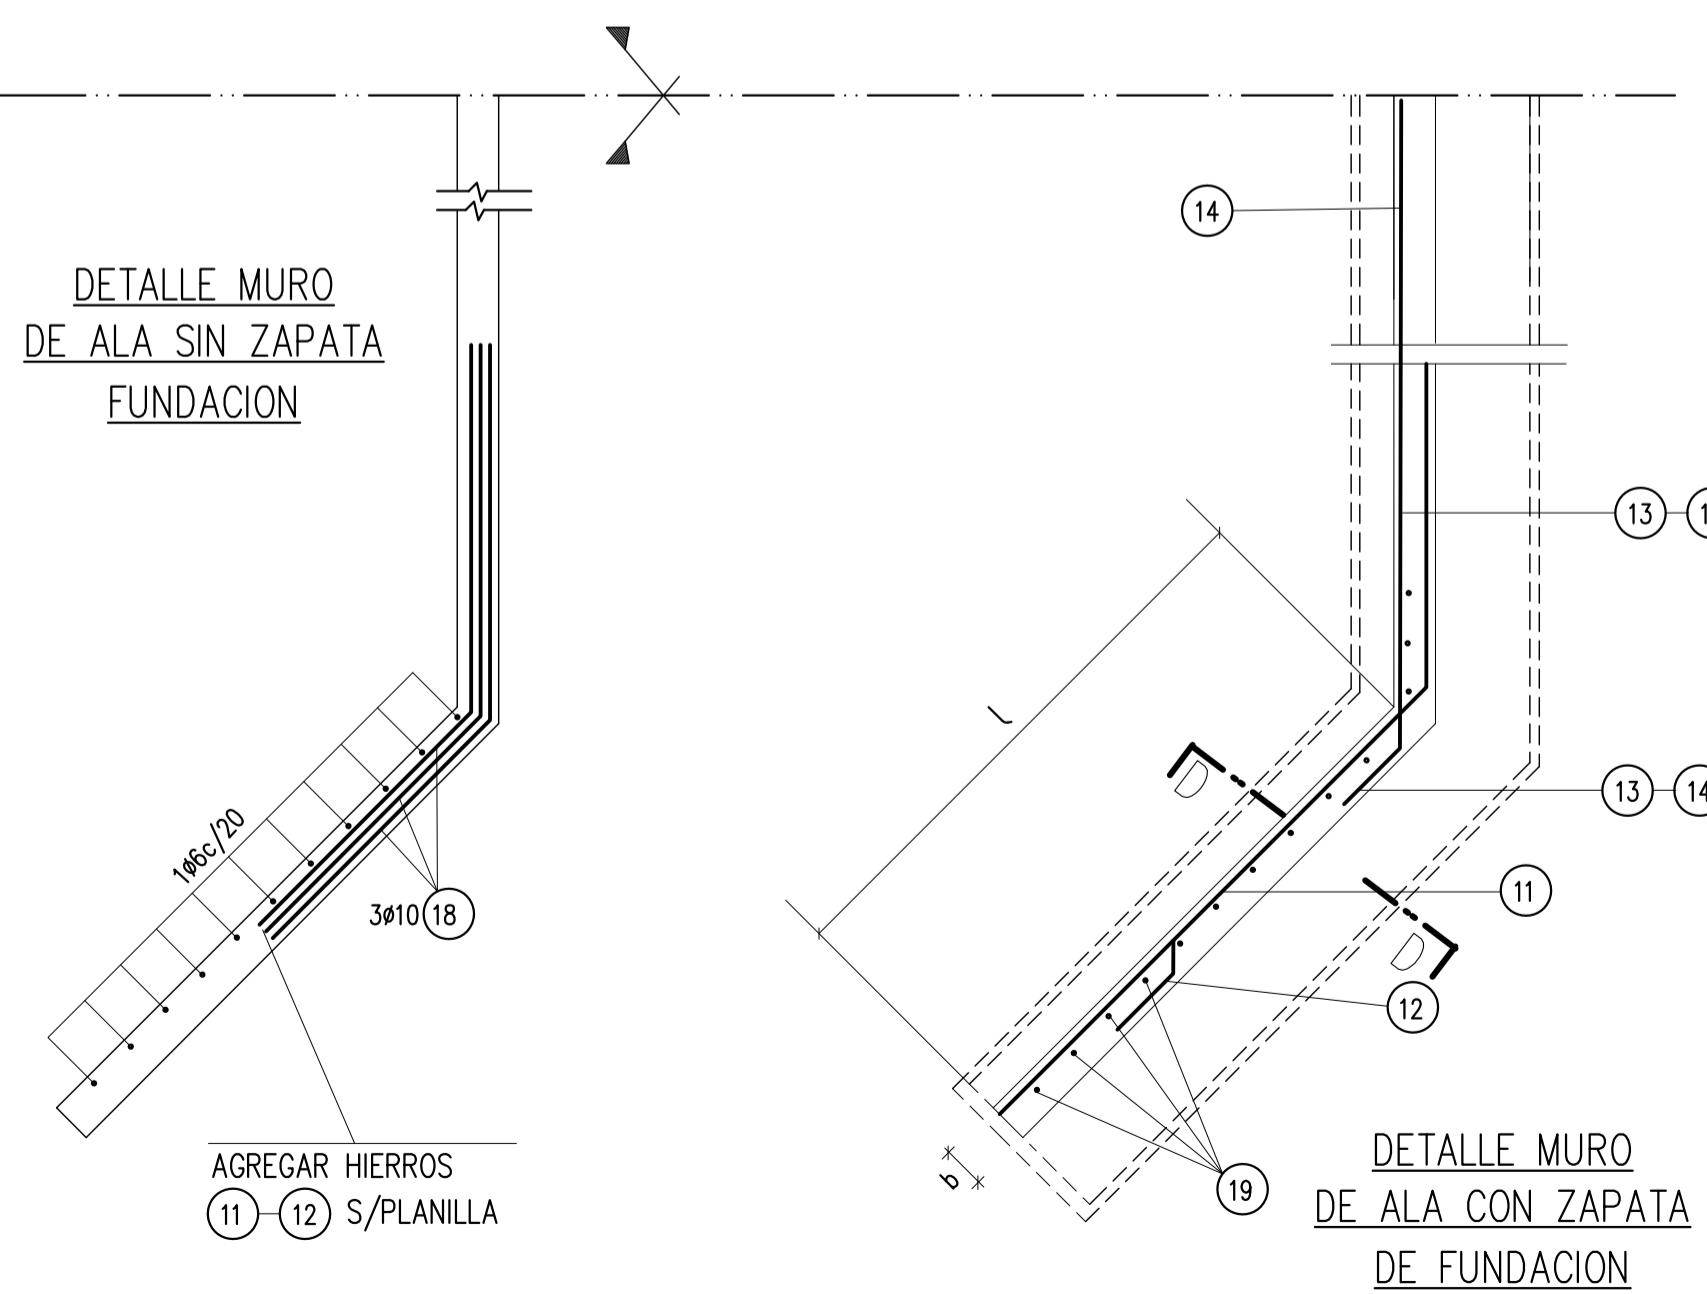 DETALLE MURO
DE ALA SIN ZAPATA
FUNDACION
1ø6c/20
3ø10 18
AGREGAR HIERROS
11 12 S/PLANILLA
14
13
l
D
13 14
11
D
12
b
19
DETALLE MURO
DE ALA CON ZAPATA
DE FUNDACION